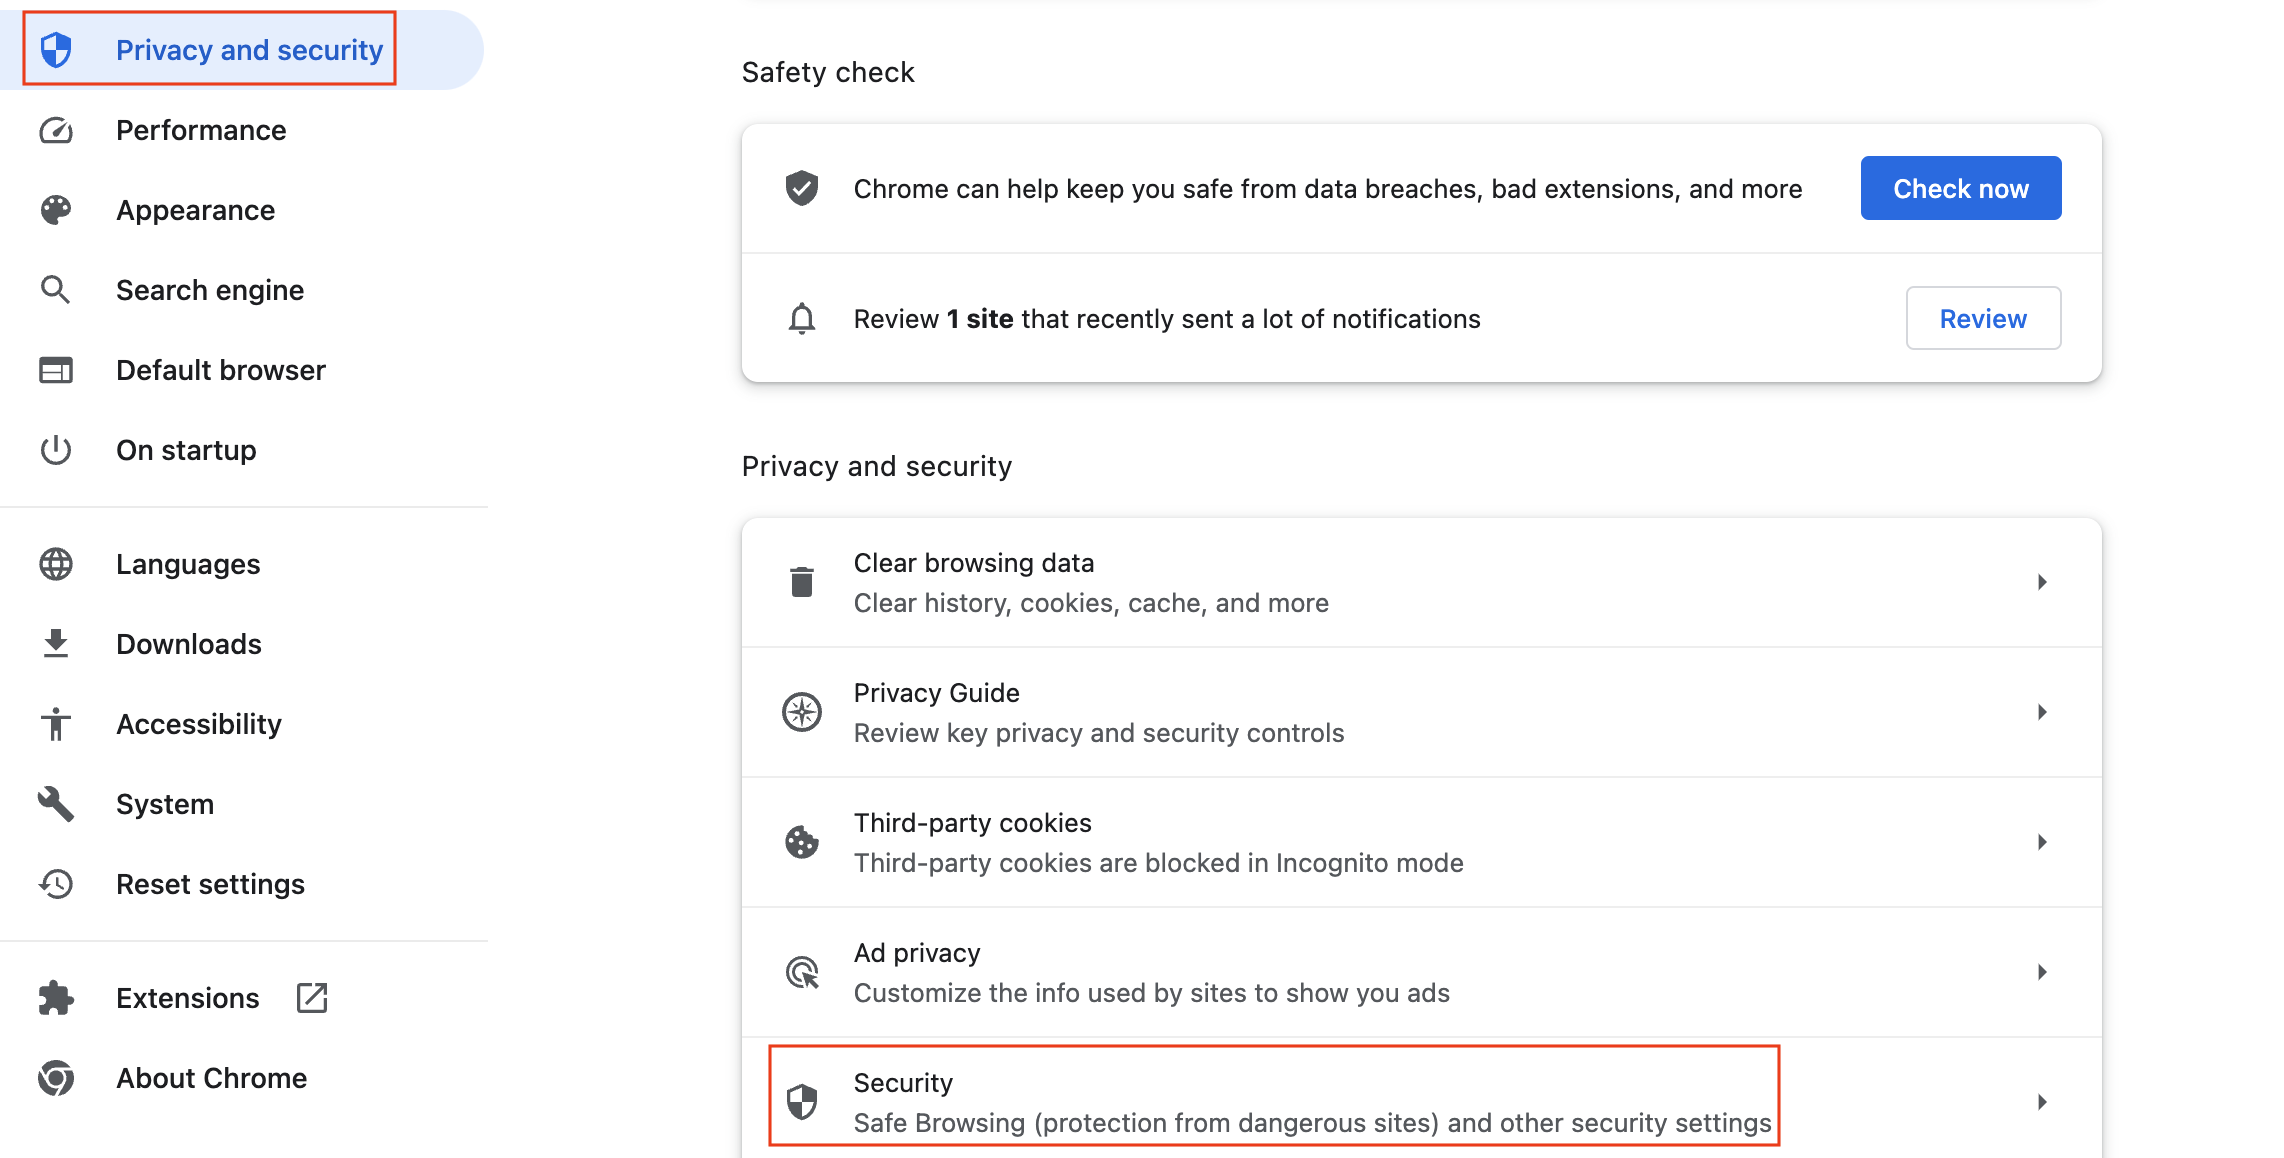 Privacy and security
Performance
Appearance
Search engine
Default browser
On startup
Languages
Downloads
Accessibility
System
Reset settings
Extensions
About Chrome
Safety check
Chrome can help keep you safe from data breaches, bad extensions, and more
Check now
Review 1 site that recently sent a lot of notifications
Review
Privacy and security
Clear browsing data
Clear history, cookies, cache, and more
Privacy Guide
Review key privacy and security controls
Third-party cookies
Third-party cookies are blocked in Incognito mode
Ad privacy
Customize the info used by sites to show you ads
Security
Safe Browsing (protection from dangerous sites) and other security settings